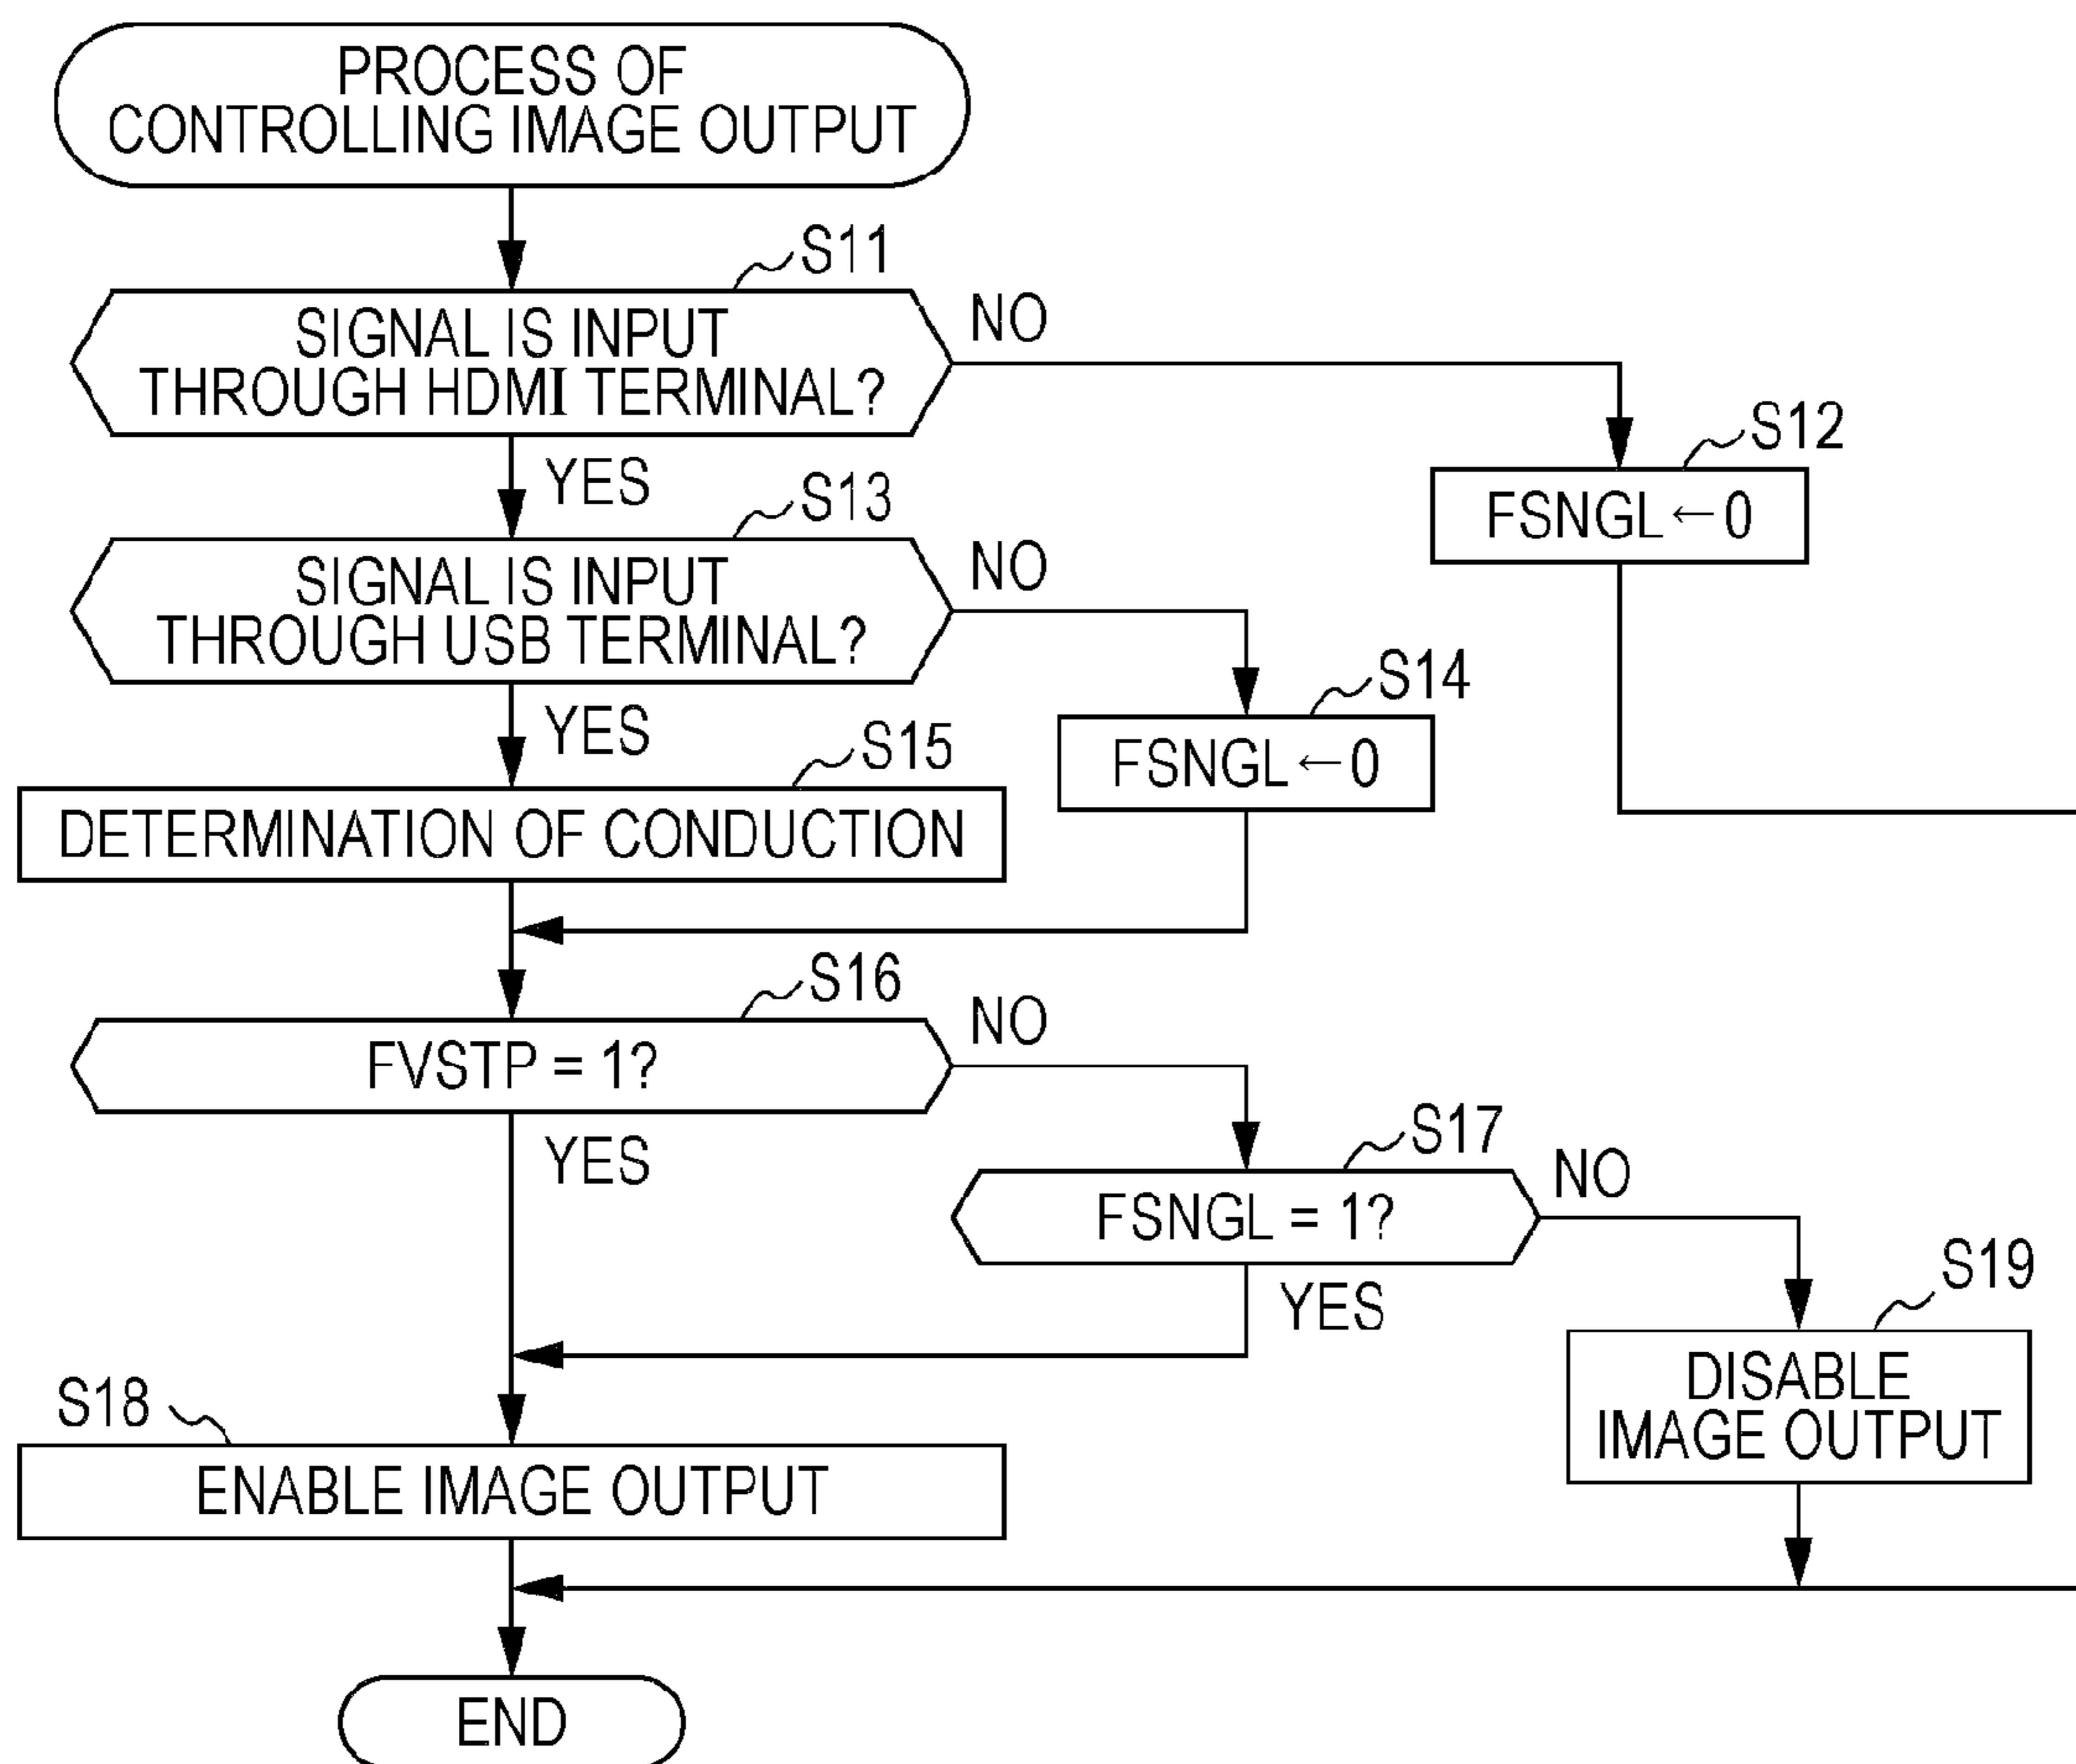 PROCESS OF
CONTROLLING IMAGE OUTPUT
S11
SIGNAL IS INPUT
THROUGH HDMI TERMINAL?
NO
YES
S12
FSNGL←0
S13
SIGNAL IS INPUT
THROUGH USB TERMINAL?
NO
YES
S14
FSNGL←0
S15
DETERMINATION OF CONDUCTION
S16
FVSTP = 1?
NO
YES
S17
FSNGL = 1?
NO
YES
S19
DISABLE
IMAGE OUTPUT
S18
ENABLE IMAGE OUTPUT
END